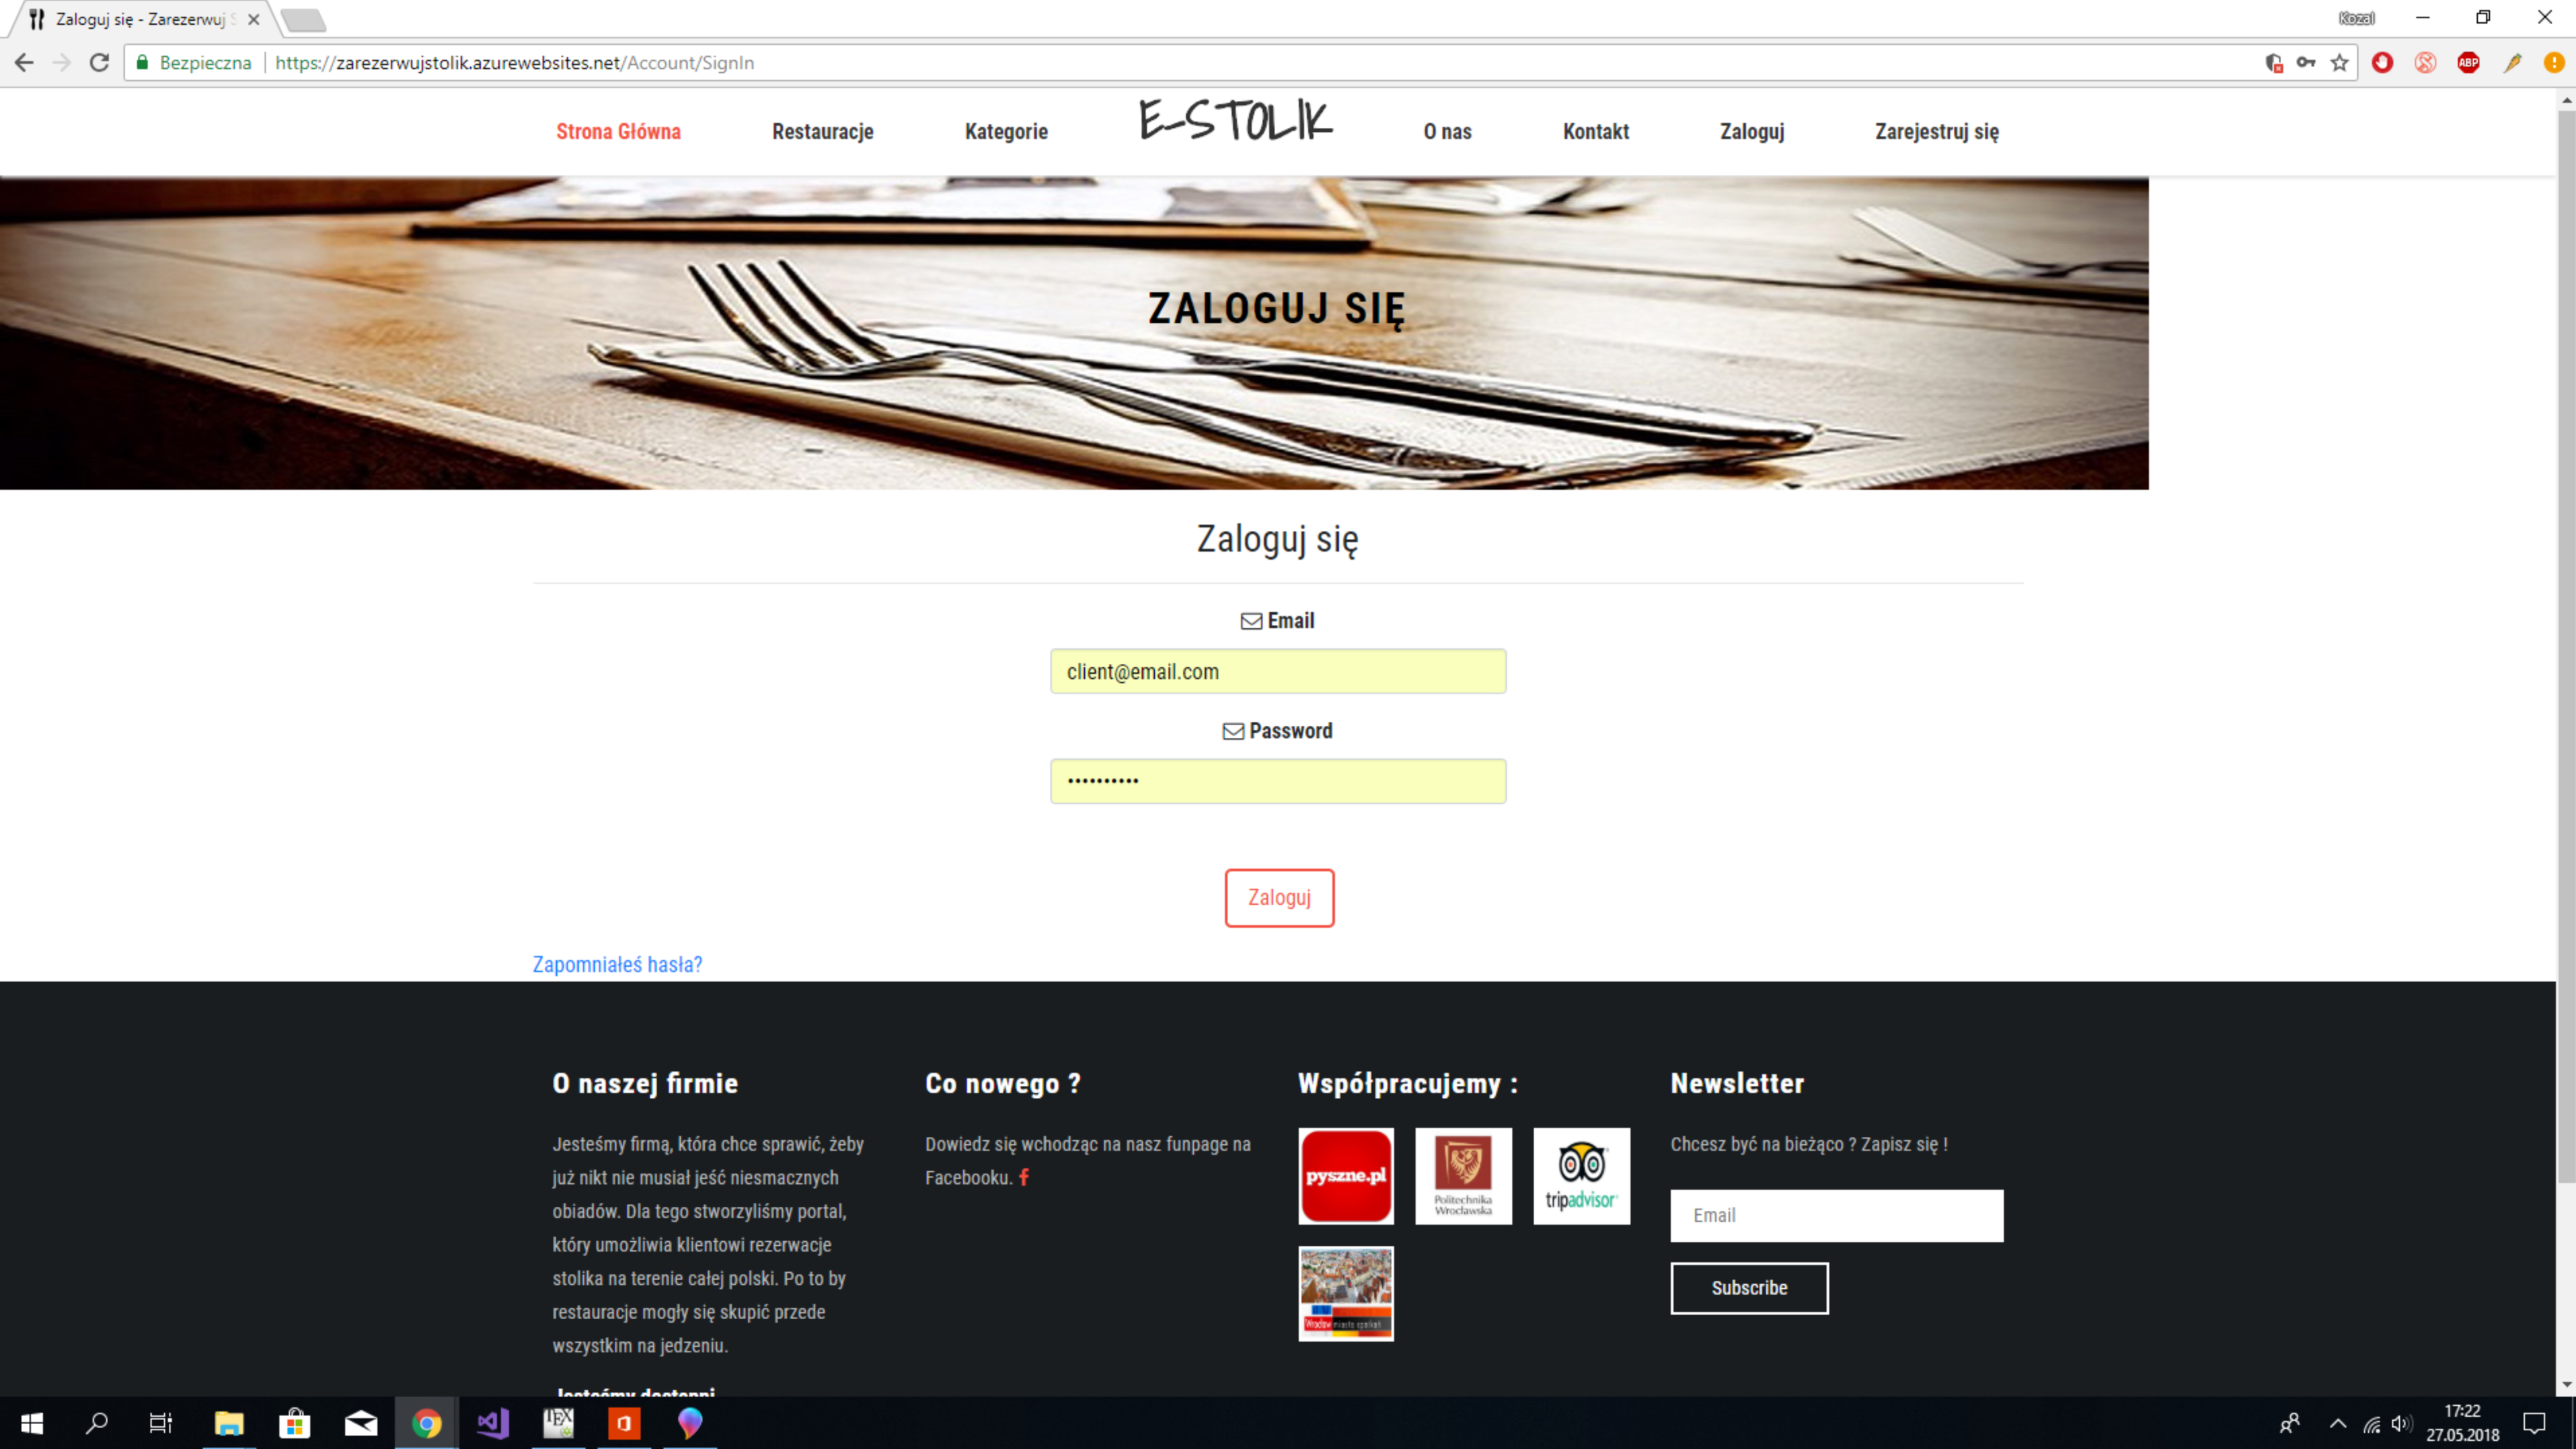 Zaloguj się - Zarezerwuj S
Kozal
Bezpieczna
https://zarezerwujstolik.azurewebsites.net/Account/SignIn
ABP
Strona Główna
Restauracje
Kategorie
E-STOLIK
O nas
Kontakt
Zaloguj
Zarejestruj się
ZALOGUJ SIĘ
Zaloguj się
Email
client@email.com
Password
••••••••••
Zaloguj
Zapomniałeś hasła?
O naszej firmie
Jesteśmy firmą, która chce sprawić, żeby
już nikt nie musiał jeść niesmacznych
obiadów. Dla tego stworzyliśmy portal,
który umożliwia klientowi rezerwacje
stolika na terenie całej polski. Po to by
restauracje mogły się skupić przede
wszystkim na jedzeniu.
Jesteśmy dostępni
Co nowego ?
Dowiedz się wchodząc na nasz funpage na
Facebooku.
Współpracujemy :
pyszne.pl
Politechnika
Wrocławska
tripadvisor
Wrocław miasto spotkań
Newsletter
Chcesz być na bieżąco ? Zapisz się !
Email
Subscribe
TEX
17:22
27.05.2018